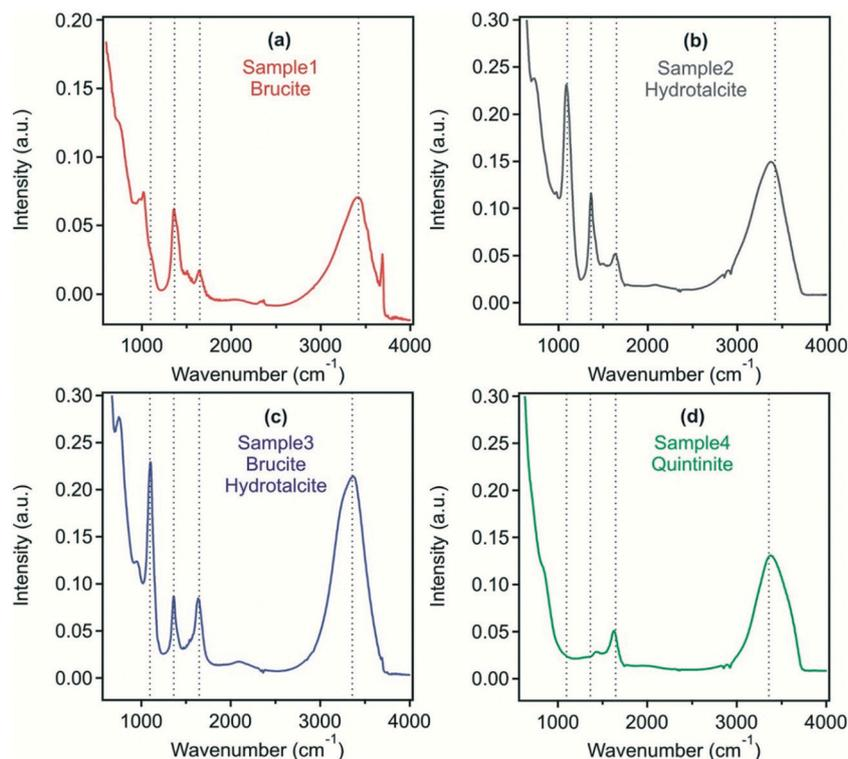 (a)
Sample1
Brucite
0.20
0.15
0.10
0.05
0.00
Intensity (a.u.)
1000 2000 3000 4000
Wavenumber (cm⁻¹)
(b)
Sample2
Hydrotalcite
0.30
0.25
0.20
0.15
0.10
0.05
0.00
Intensity (a.u.)
1000 2000 3000 4000
Wavenumber (cm⁻¹)
(c)
Sample3
Brucite
Hydrotalcite
0.30
0.25
0.20
0.15
0.10
0.05
0.00
Intensity (a.u.)
1000 2000 3000 4000
Wavenumber (cm⁻¹)
(d)
Sample4
Quintinite
0.30
0.25
0.20
0.15
0.10
0.05
0.00
Intensity (a.u.)
1000 2000 3000 4000
Wavenumber (cm⁻¹)